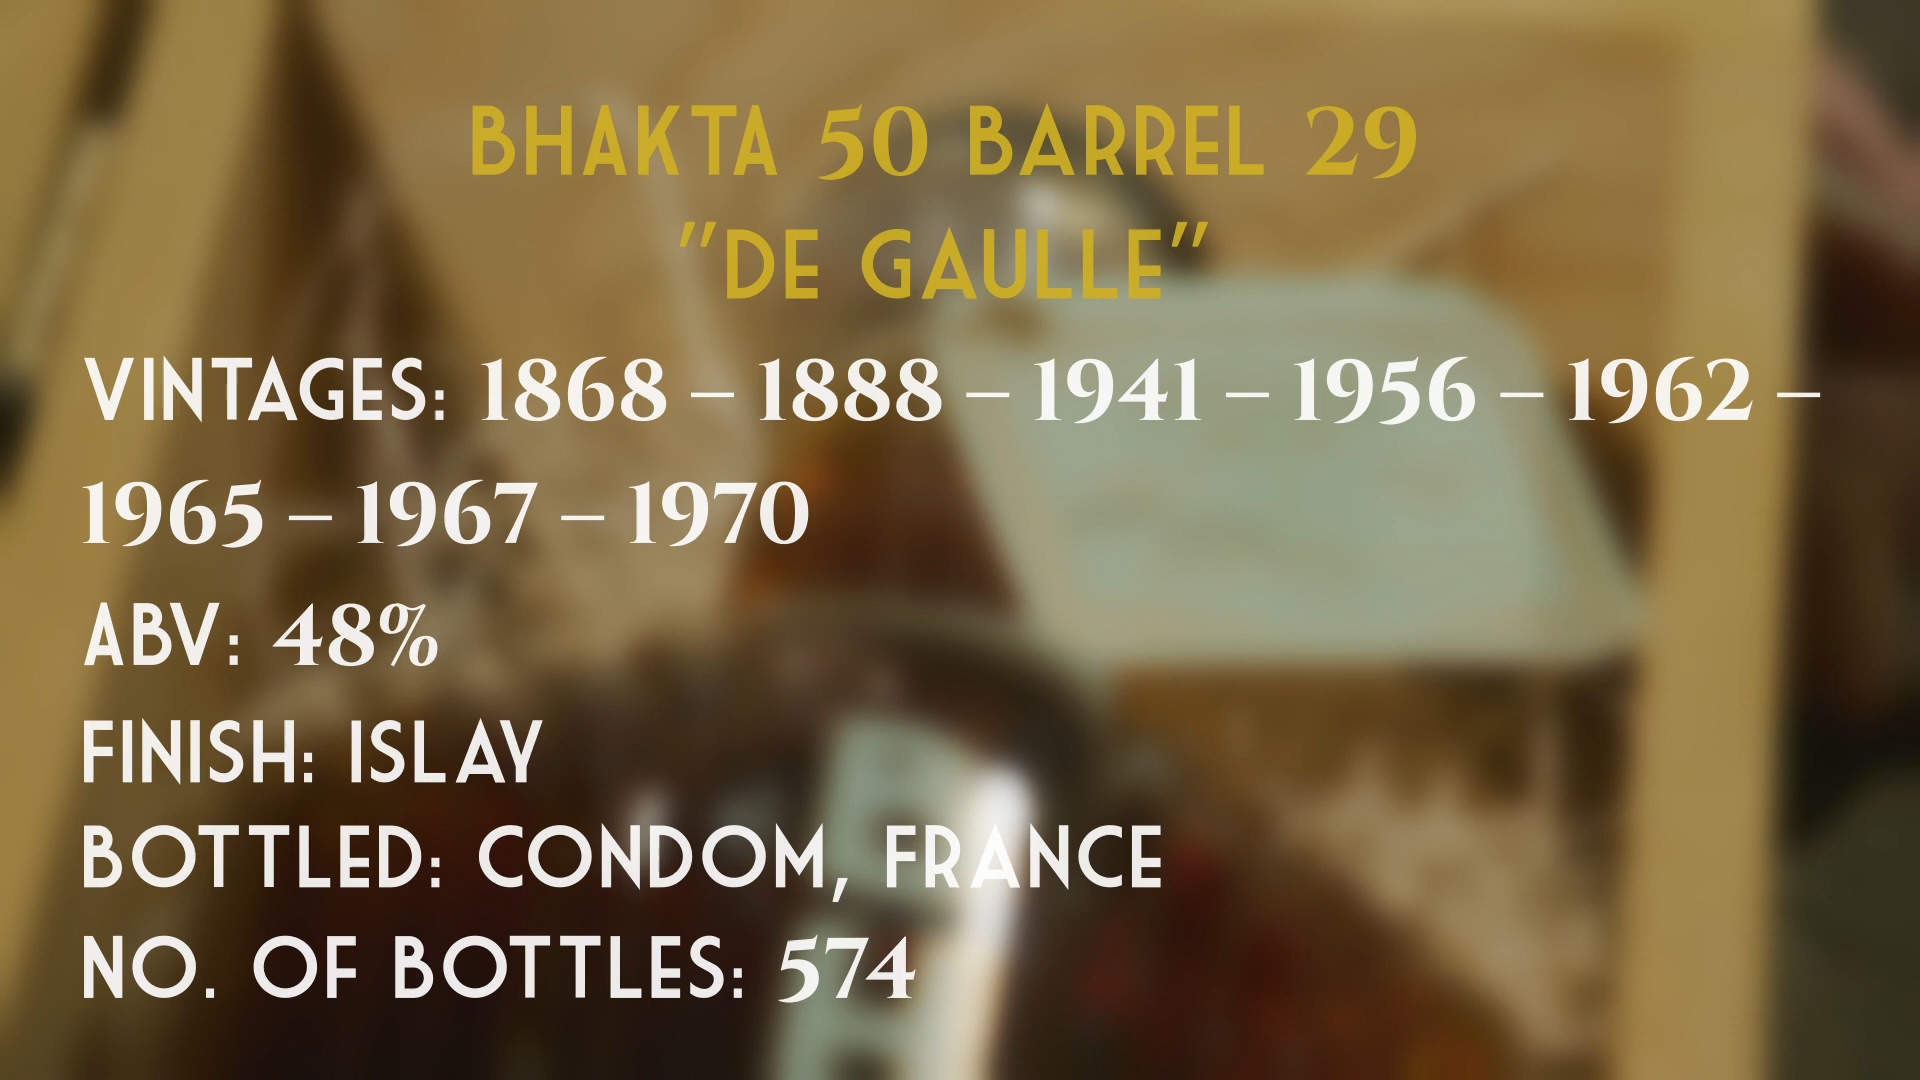 BHAKTA 50 BARREL 29
"DE GAULLE"
VINTAGES: 1868 – 1888 – 1941 – 1956 – 1962 –
1965 – 1967 – 1970
ABV: 48%
FINISH: ISLAY
BOTTLED: CONDOM, FRANCE
NO. OF BOTTLES: 574